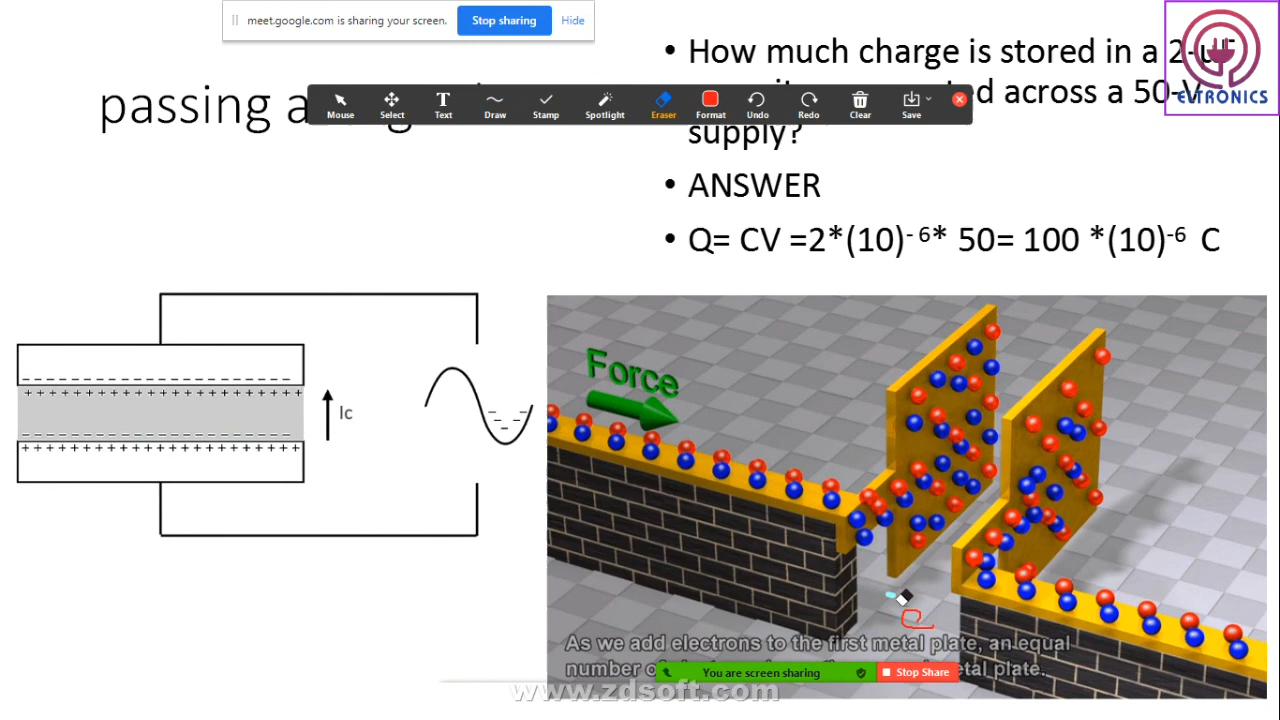 meet.google.com is sharing your screen.
Stop sharing
Hide
How much charge is stored in a 2-
across a 50-V
supply?
ANSWER
Q= CV =2*(10)⁻⁶* 50= 100 *(10)⁻⁶ C
EVTRONICS
passing
Mouse
Select
Text
Draw
Stamp
Spotlight
Eraser
Format
Undo
Redo
Clear
Save
- - - - - - - - - - - - - - - - - - - - - -
+ + + + + + + + + + + + + + + + + + + + + + +
- - - - - - - - - - - - - - - - - - - - - -
+ + + + + + + + + + + + + + + + + + + + + + +
Ic
Force
As we add electrons to the first metal plate, an equal
number
metal plate.
You are screen sharing
Stop Share
www.zdsoft.com